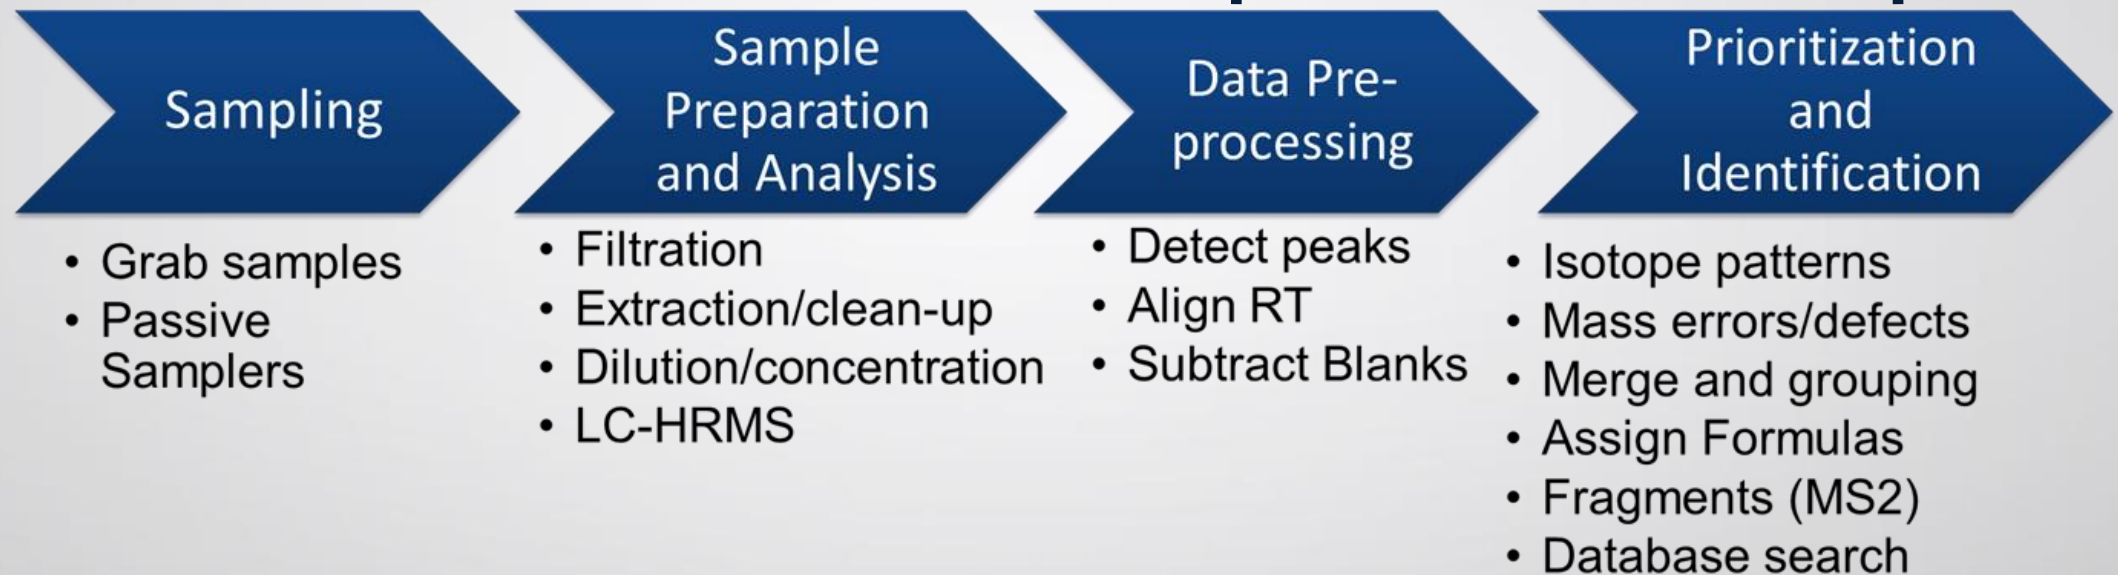 Sampling
• Grab samples
• Passive
Samplers
Sample
Preparation
and Analysis
• Filtration
• Extraction/clean-up
• Dilution/concentration
• LC-HRMS
Data Pre-
processing
• Detect peaks
• Align RT
• Subtract Blanks
Prioritization
and
Identification
• Isotope patterns
• Mass errors/defects
• Merge and grouping
• Assign Formulas
• Fragments (MS2)
• Database search